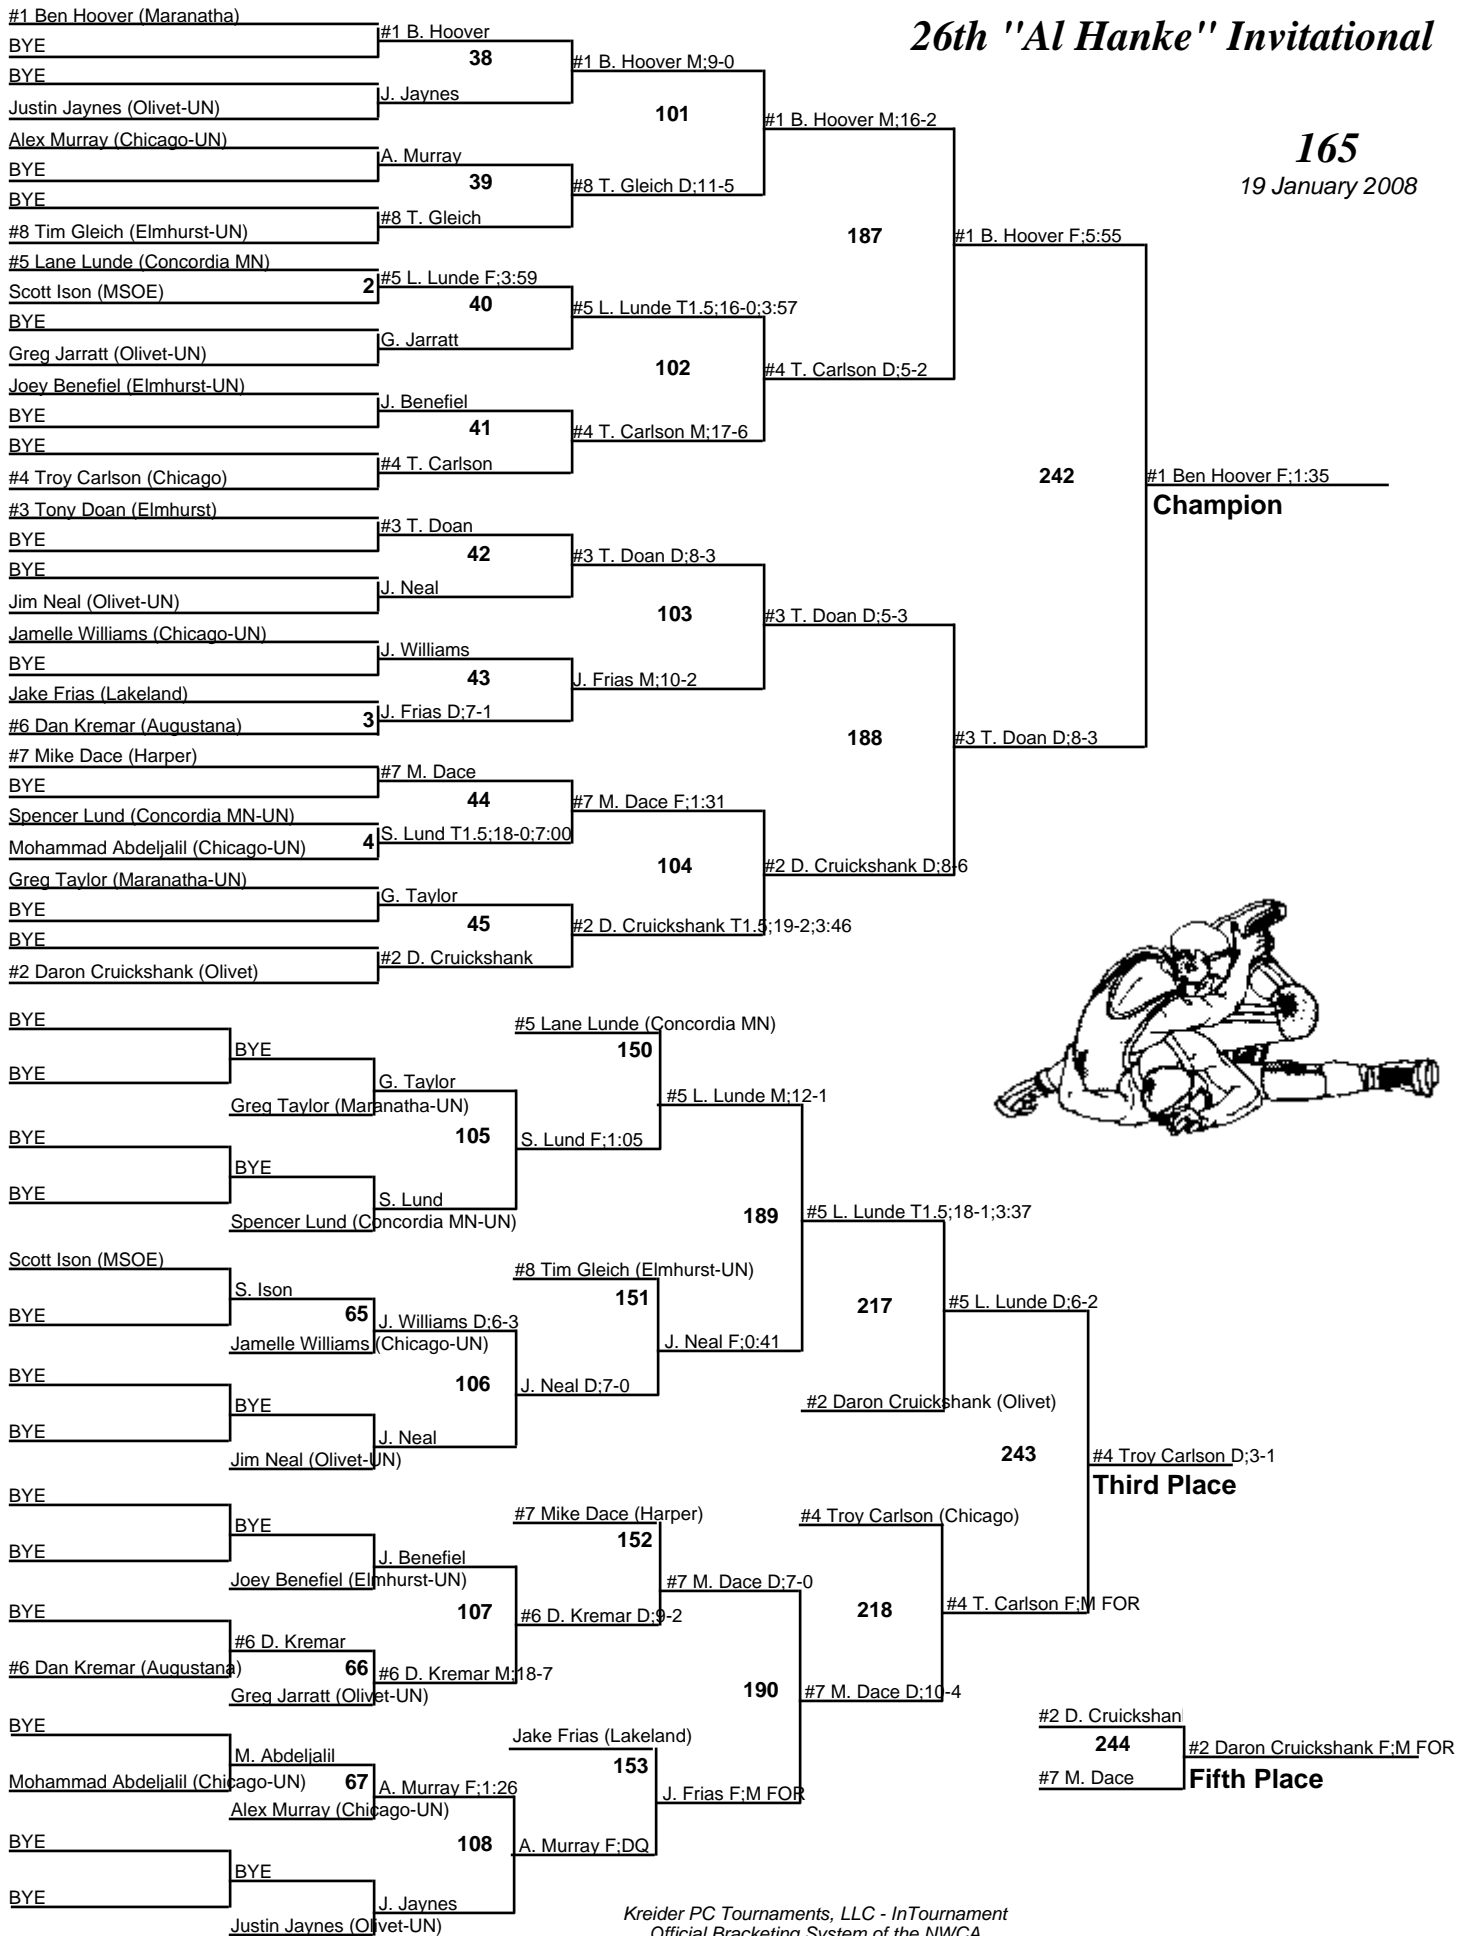 26th "Al Hanke" Invitational
165
19 January 2008
#1 Ben Hoover (Maranatha)
BYE
BYE
Justin Jaynes (Olivet-UN)
Alex Murray (Chicago-UN)
BYE
BYE
#8 Tim Gleich (Elmhurst-UN)
#5 Lane Lunde (Concordia MN)
Scott Ison (MSOE)
2
BYE
Greg Jarratt (Olivet-UN)
Joey Benefiel (Elmhurst-UN)
BYE
BYE
#4 Troy Carlson (Chicago)
#3 Tony Doan (Elmhurst)
BYE
BYE
Jim Neal (Olivet-UN)
Jamelle Williams (Chicago-UN)
BYE
Jake Frias (Lakeland)
#6 Dan Kremar (Augustana)
3
#7 Mike Dace (Harper)
BYE
Spencer Lund (Concordia MN-UN)
Mohammad Abdeljalil (Chicago-UN)
4
Greg Taylor (Maranatha-UN)
BYE
BYE
#2 Daron Cruickshank (Olivet)
#1 B. Hoover
38
J. Jaynes
A. Murray
39
#8 T. Gleich
#5 L. Lunde F;3:59
40
G. Jarratt
J. Benefiel
41
#4 T. Carlson
#3 T. Doan
42
J. Neal
J. Williams
43
J. Frias D;7-1
#7 M. Dace
44
S. Lund T1.5;18-0;7:00
G. Taylor
45
#2 D. Cruickshank
#1 B. Hoover M;9-0
101
#8 T. Gleich D;11-5
#5 L. Lunde T1.5;16-0;3:57
102
#4 T. Carlson M;17-6
#3 T. Doan D;8-3
103
J. Frias M;10-2
#7 M. Dace F;1:31
104
#2 D. Cruickshank T1.5;19-2;3:46
#1 B. Hoover M;16-2
187
#4 T. Carlson D;5-2
#3 T. Doan D;5-3
188
#2 D. Cruickshank D;8-6
#1 B. Hoover F;5:55
242
#3 T. Doan D;8-3
#1 Ben Hoover F;1:35
Champion
BYE
BYE
BYE
BYE
Scott Ison (MSOE)
BYE
BYE
BYE
BYE
BYE
BYE
#6 Dan Kremar (Augustana)
BYE
Mohammad Abdeljalil (Chicago-UN)
BYE
BYE
BYE
Greg Taylor (Maranatha-UN)
BYE
Spencer Lund (Concordia MN-UN)
S. Ison
65
Jamelle Williams (Chicago-UN)
BYE
Jim Neal (Olivet-UN)
BYE
Joey Benefiel (Elmhurst-UN)
#6 D. Kremar
66
Greg Jarratt (Olivet-UN)
M. Abdeljalil
67
Alex Murray (Chicago-UN)
BYE
Justin Jaynes (Olivet-UN)
G. Taylor
105
S. Lund
J. Williams D;6-3
106
J. Neal
J. Benefiel
107
#6 D. Kremar M;18-7
A. Murray F;1:26
108
J. Jaynes
#5 Lane Lunde (Concordia MN)
150
S. Lund F;1:05
#8 Tim Gleich (Elmhurst-UN)
151
J. Neal D;7-0
#7 Mike Dace (Harper)
152
#6 D. Kremar D;9-2
Jake Frias (Lakeland)
153
A. Murray F;DQ
#5 L. Lunde M;12-1
189
J. Neal F;0:41
#7 M. Dace D;7-0
190
J. Frias F;M FOR
#5 L. Lunde T1.5;18-1;3:37
217
#2 Daron Cruickshank (Olivet)
#4 Troy Carlson (Chicago)
218
#7 M. Dace D;10-4
#5 L. Lunde D;6-2
243
#4 T. Carlson F;M FOR
#4 Troy Carlson D;3-1
Third Place
#2 D. Cruickshan
244
#7 M. Dace
#2 Daron Cruickshank F;M FOR
Fifth Place
Kreider PC Tournaments, LLC - InTournament
Official Bracketing System of the NWCA